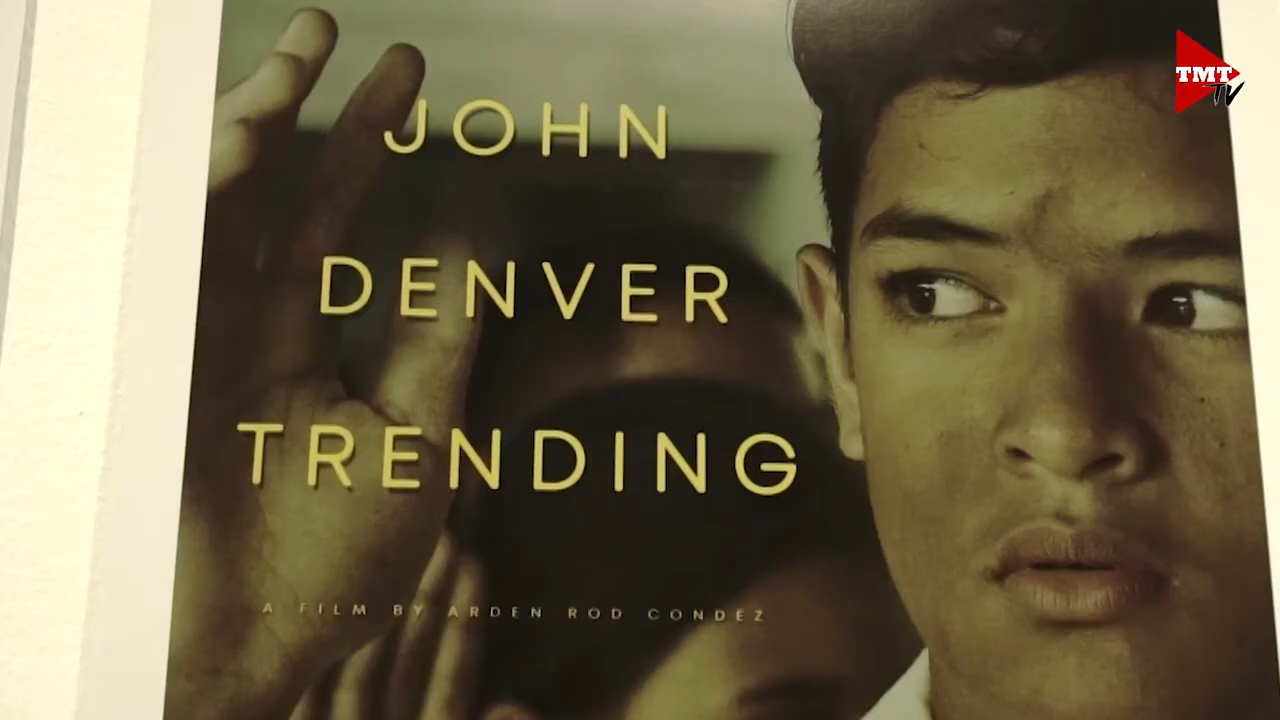 JOHN
DENVER
TRENDING
A FILM BY ARDEN ROD CONDEZ
TMT
TV